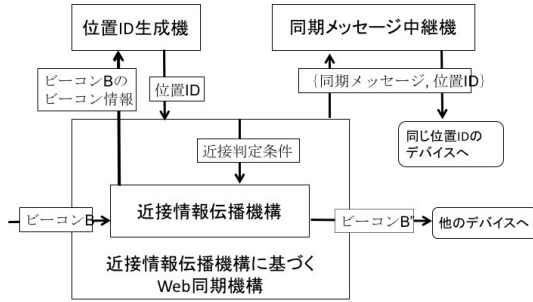 位置ID生成機
同期メッセージ中継機
ビーコンBの
ビーコン情報
位置ID
{同期メッセージ, 位置ID}
近接判定条件
同じ位置IDの
デバイスへ
ビーコンB
近接情報伝播機構
ビーコンB'
他のデバイスへ
近接情報伝播機構に基づく
Web同期機構